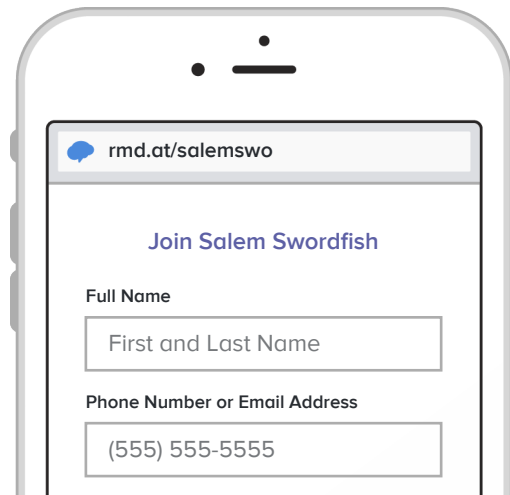 rmd.at/salemswo
Join Salem Swordfish
Full Name
First and Last Name
Phone Number or Email Address
(555) 555-5555